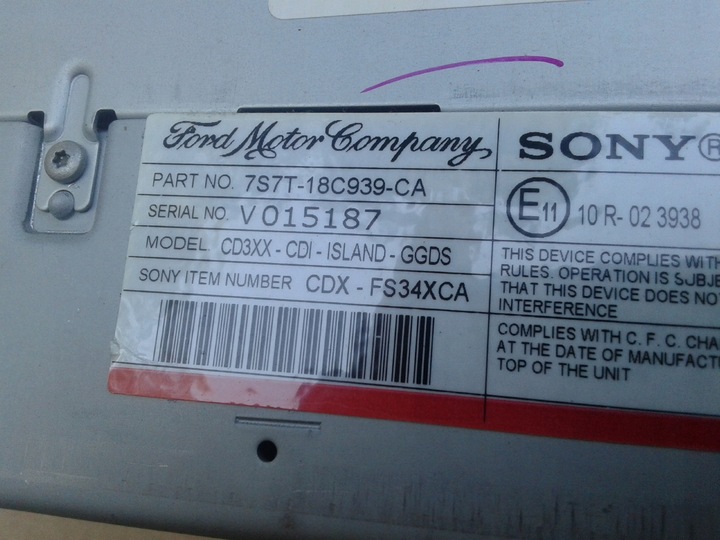 Ford Motor Company
PART NO. 7S7T-18C939-CA
SERIAL NO. V015187
MODEL CD3XX - CDI - ISLAND - GGDS
SONY ITEM NUMBER CDX - FS34XCA
SONY®
E11 10 R - 02 3938
THIS DEVICE COMPLIES WITH
RULES. OPERATION IS SUBJE
THAT THIS DEVICE DOES NO
INTERFERENCE
COMPLIES WITH C. F. C. CHA
AT THE DATE OF MANUFACT
TOP OF THE UNIT